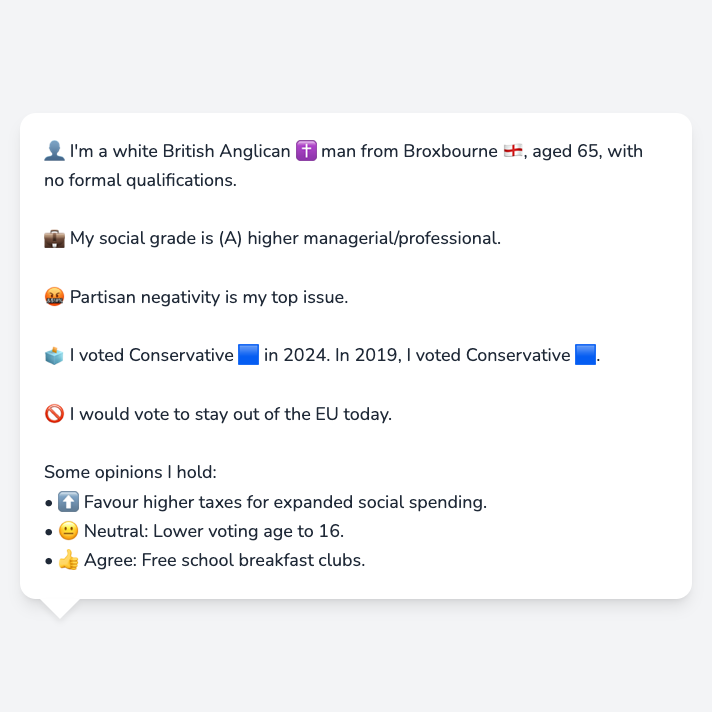 👤 I'm a white British Anglican ✝️ man from Broxbourne 🏴󠁧󠁢󠁥󠁮󠁧󠁿, aged 65, with
no formal qualifications.
💼 My social grade is (A) higher managerial/professional.
🤬 Partisan negativity is my top issue.
🗳️ I voted Conservative 🟦 in 2024. In 2019, I voted Conservative 🟦.
🚫 I would vote to stay out of the EU today.
Some opinions I hold:
• ⬆️ Favour higher taxes for expanded social spending.
• 😐 Neutral: Lower voting age to 16.
• 👍 Agree: Free school breakfast clubs.